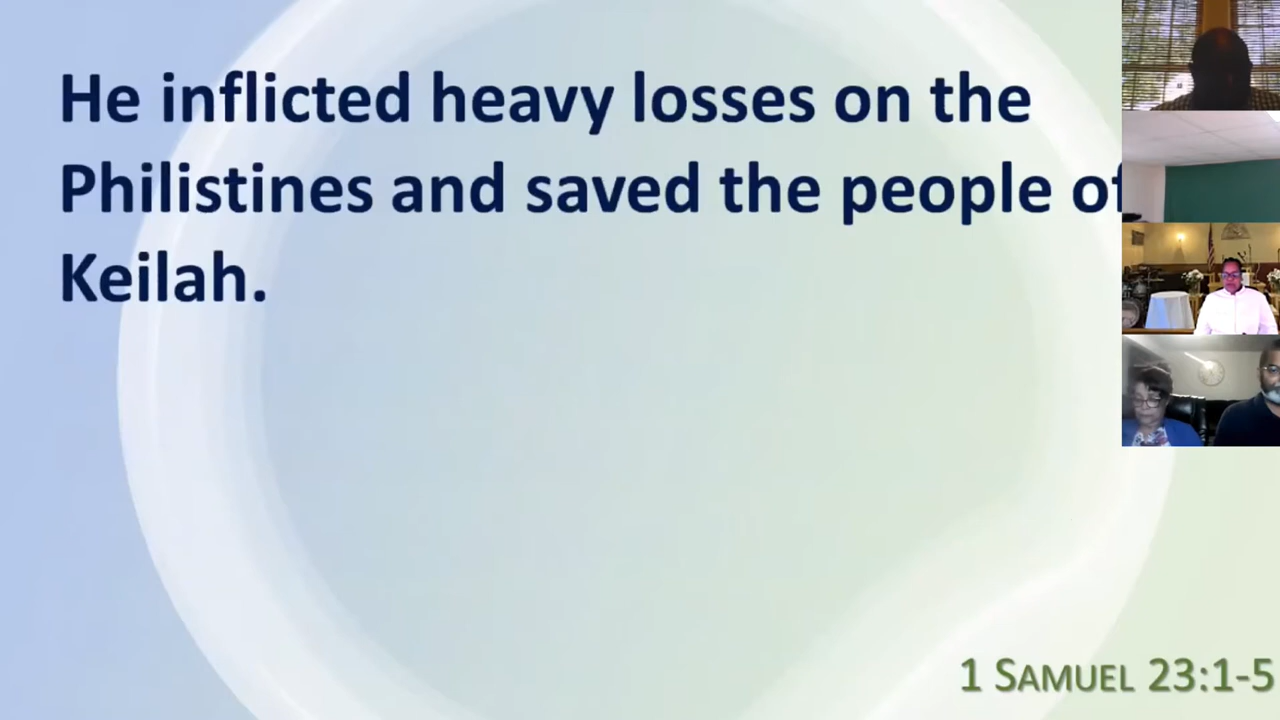 He inflicted heavy losses on the
Philistines and saved the people of
Keilah.
1 SAMUEL 23:1-5